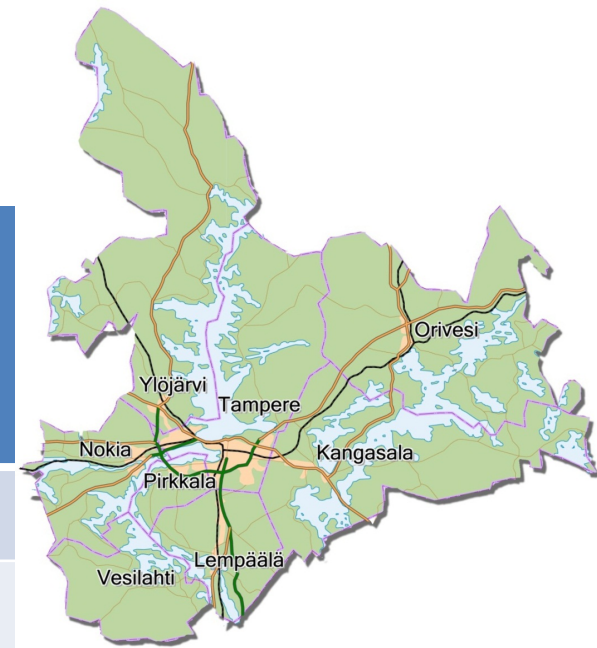 Orivesi
Ylöjärvi
Tampere
Nokia
Kangasala
Pirkkala
Lempäälä
Vesilahti